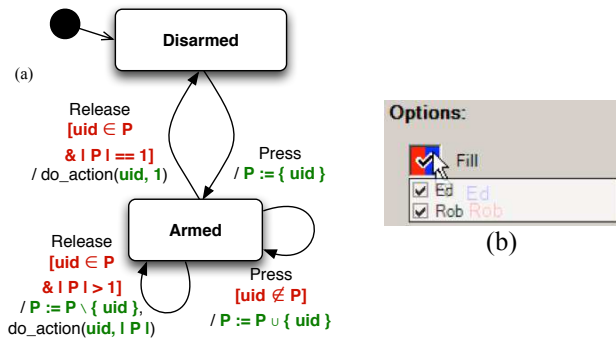 Disarmed
(a)
Release
[uid ∈ P
& | P | == 1]
/ do_action(uid, 1)
Press
/ P := { uid }
Armed
Release
[uid ∈ P
& | P | > 1]
/ P := P \ { uid},
do_action(uid, | P |)
Press
[uid ∉ P]
/ P := P ∪ { uid }
Options:
Fill
Ed Ed
Rob Rob
(b)